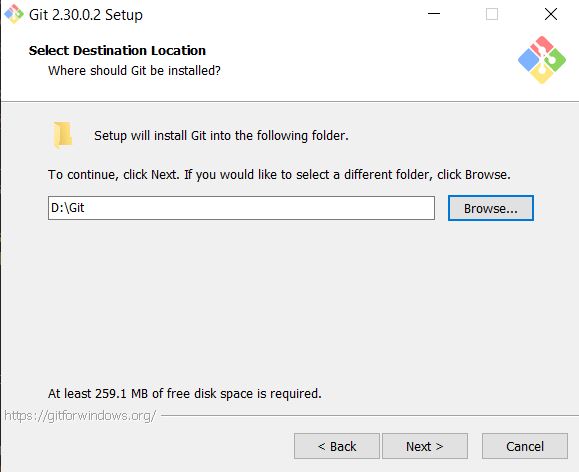 Git 2.30.0.2 Setup
Select Destination Location
Where should Git be installed?
Setup will install Git into the following folder.
To continue, click Next. If you would like to select a different folder, click Browse.
D:\Git
Browse...
At least 259.1 MB of free disk space is required.
https://gitforwindows.org/
< Back
Next >
Cancel